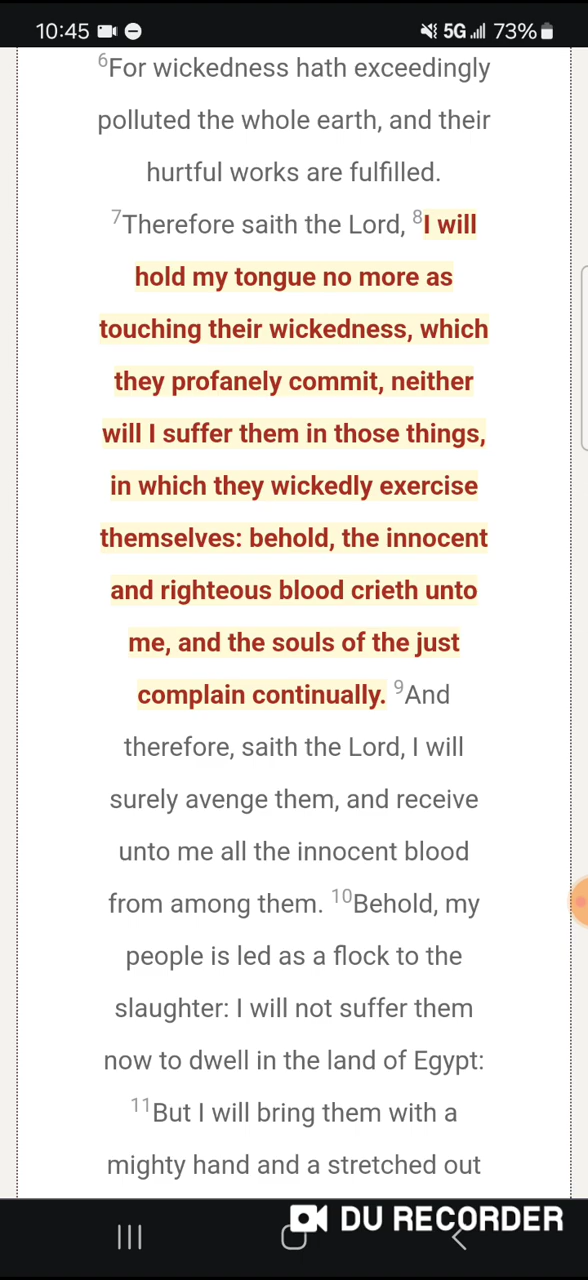 10:45 5G 73%
6For wickedness hath exceedingly
polluted the whole earth, and their
hurtful works are fulfilled.
7Therefore saith the Lord, 8I will
hold my tongue no more as
touching their wickedness, which
they profanely commit, neither
will I suffer them in those things,
in which they wickedly exercise
themselves: behold, the innocent
and righteous blood crieth unto
me, and the souls of the just
complain continually. 9And
therefore, saith the Lord, I will
surely avenge them, and receive
unto me all the innocent blood
from among them. 10Behold, my
people is led as a flock to the
slaughter: I will not suffer them
now to dwell in the land of Egypt:
11But I will bring them with a
mighty hand and a stretched out
DU RECORDER